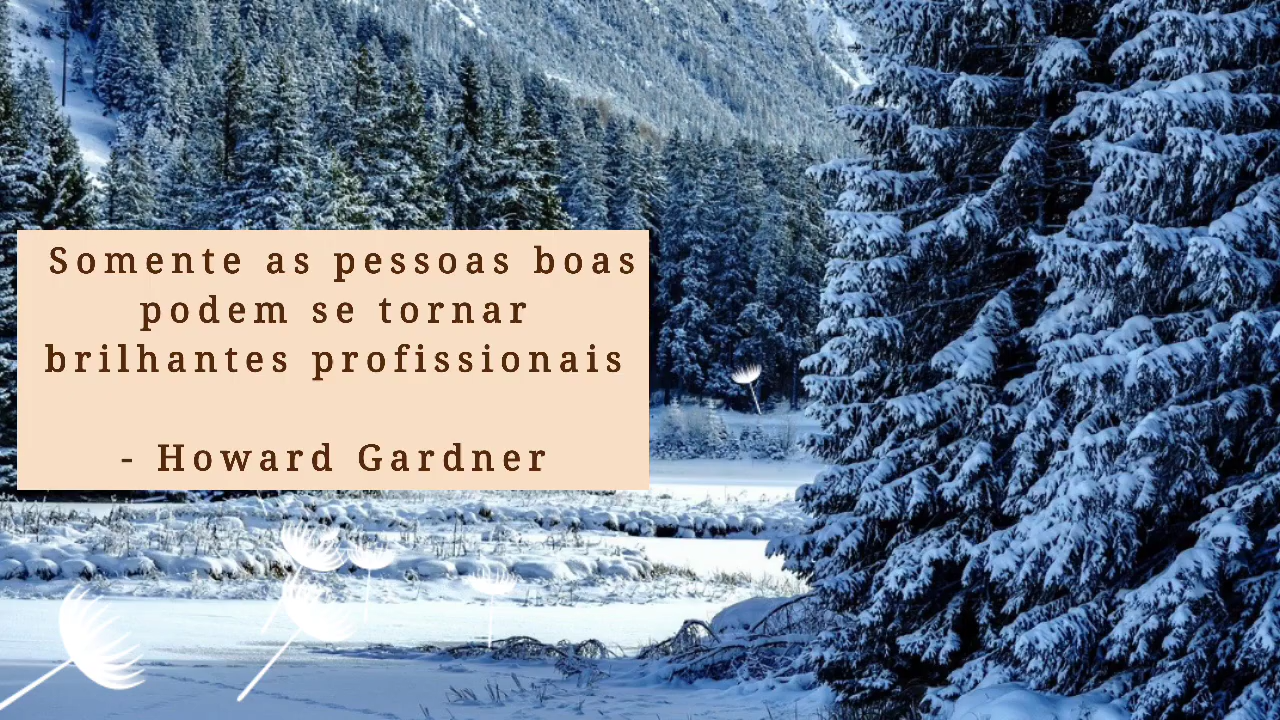 Somente as pessoas boas
podem se tornar
brilhantes profissionais
- Howard Gardner